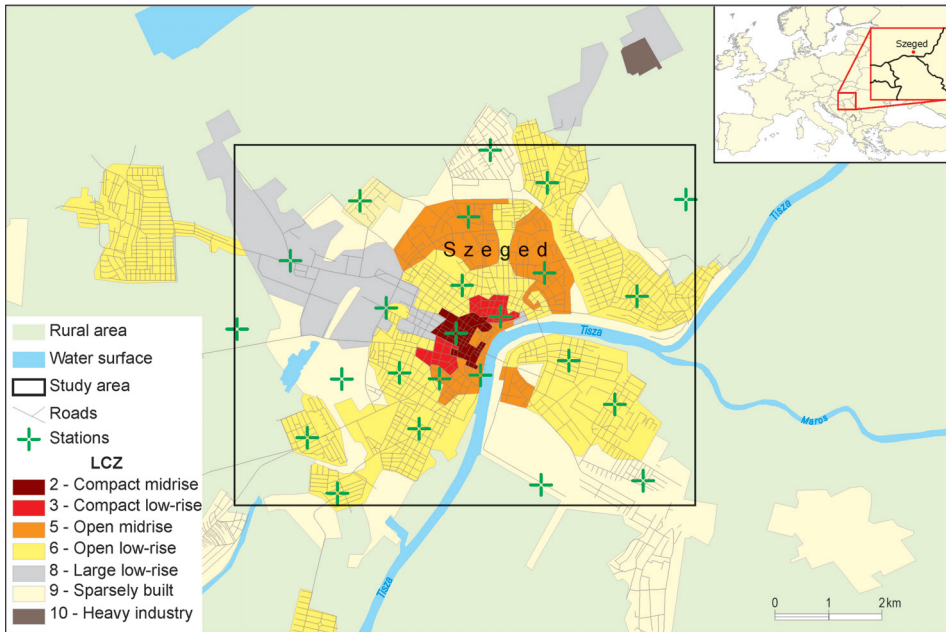 Szeged
Tisza
Szeged
Tisza
Maros
Tisza
Rural area
Water surface
Study area
Roads
Stations
LCZ
2 - Compact midrise
3 - Compact low-rise
5 - Open midrise
6 - Open low-rise
8 - Large low-rise
9 - Sparsely built
10 - Heavy industry
0 1 2 km